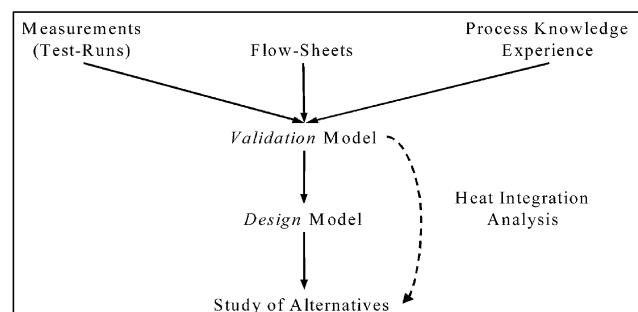 Measurements
(Test-Runs)
Flow-Sheets
Process Knowledge
Experience
Validation Model
Design Model
Heat Integration
Analysis
Study of Alternatives